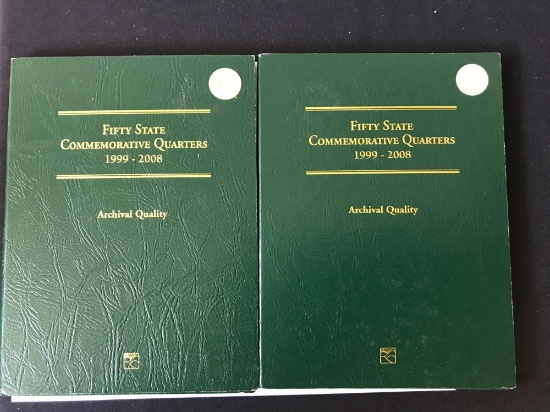 FIFTY STATE
COMMEMORATIVE QUARTERS
1999 - 2008
Archival Quality
FIFTY STATE
COMMEMORATIVE QUARTERS
1999 - 2008
Archival Quality